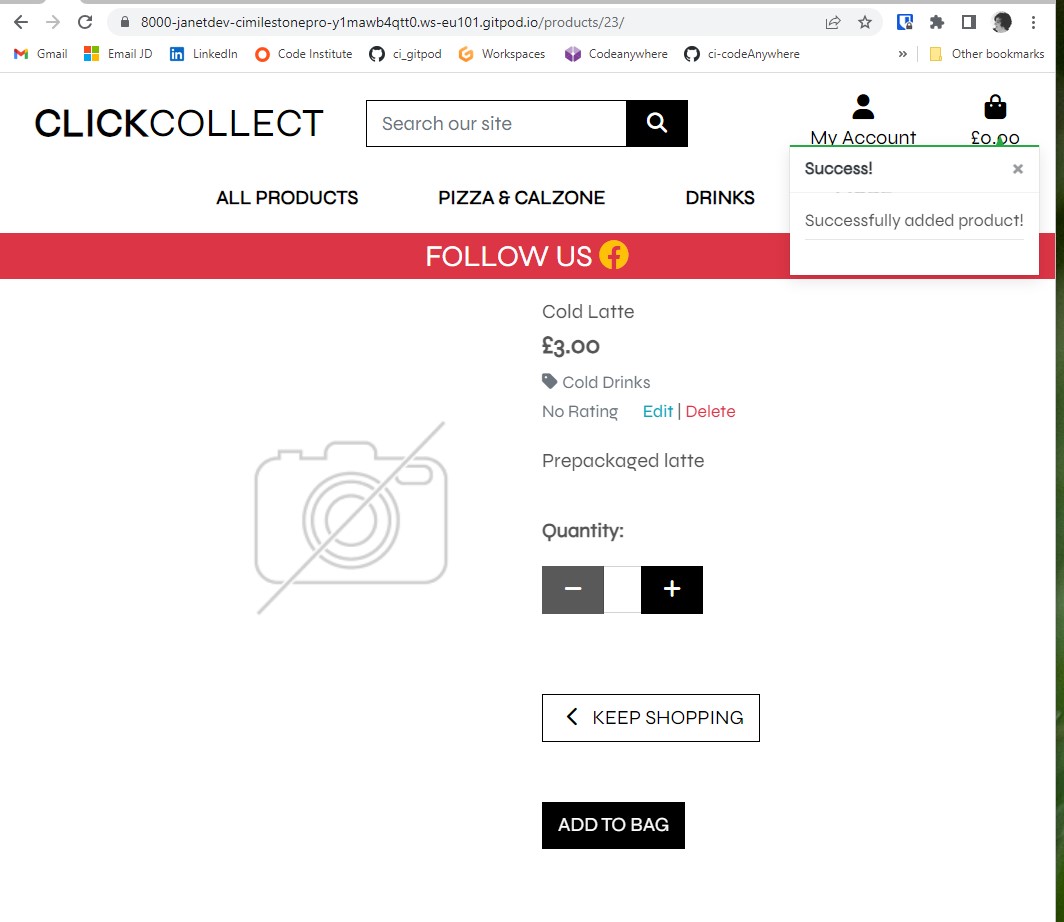 8000-janetdev-cimilestonepro-y1mawb4qtt0.ws-eu101.gitpod.io/products/23/
Gmail Email JD LinkedIn Code Institute ci_gitpod Workspaces Codeanywhere ci-codeAnywhere » Other bookmarks
CLICKCOLLECT Search our site
My Account £0.00
Success! ×
ALL PRODUCTS PIZZA & CALZONE DRINKS
Successfully added product!
FOLLOW US
Cold Latte
£3.00
Cold Drinks
No Rating Edit | Delete
Prepackaged latte
Quantity:
− +
KEEP SHOPPING
ADD TO BAG